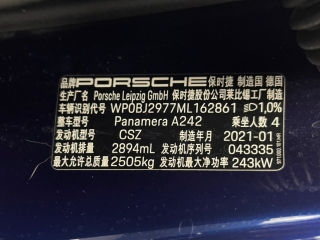 品牌 PORSCHE 保时捷 制造国 德国
生产厂名 Porsche Leipzig GmbH 保时捷股份公司莱比锡工厂制造
车辆识别代号 WP0BJ2977ML162861 1,0%
整车型号 Panamera A242 乘坐人数 4
发动机型号 CSZ 制造年月 2021-01
发动机排量 2894mL 发动机序列号 043335
最大允许总质量 2505kg 发动机最大净功率 243kW